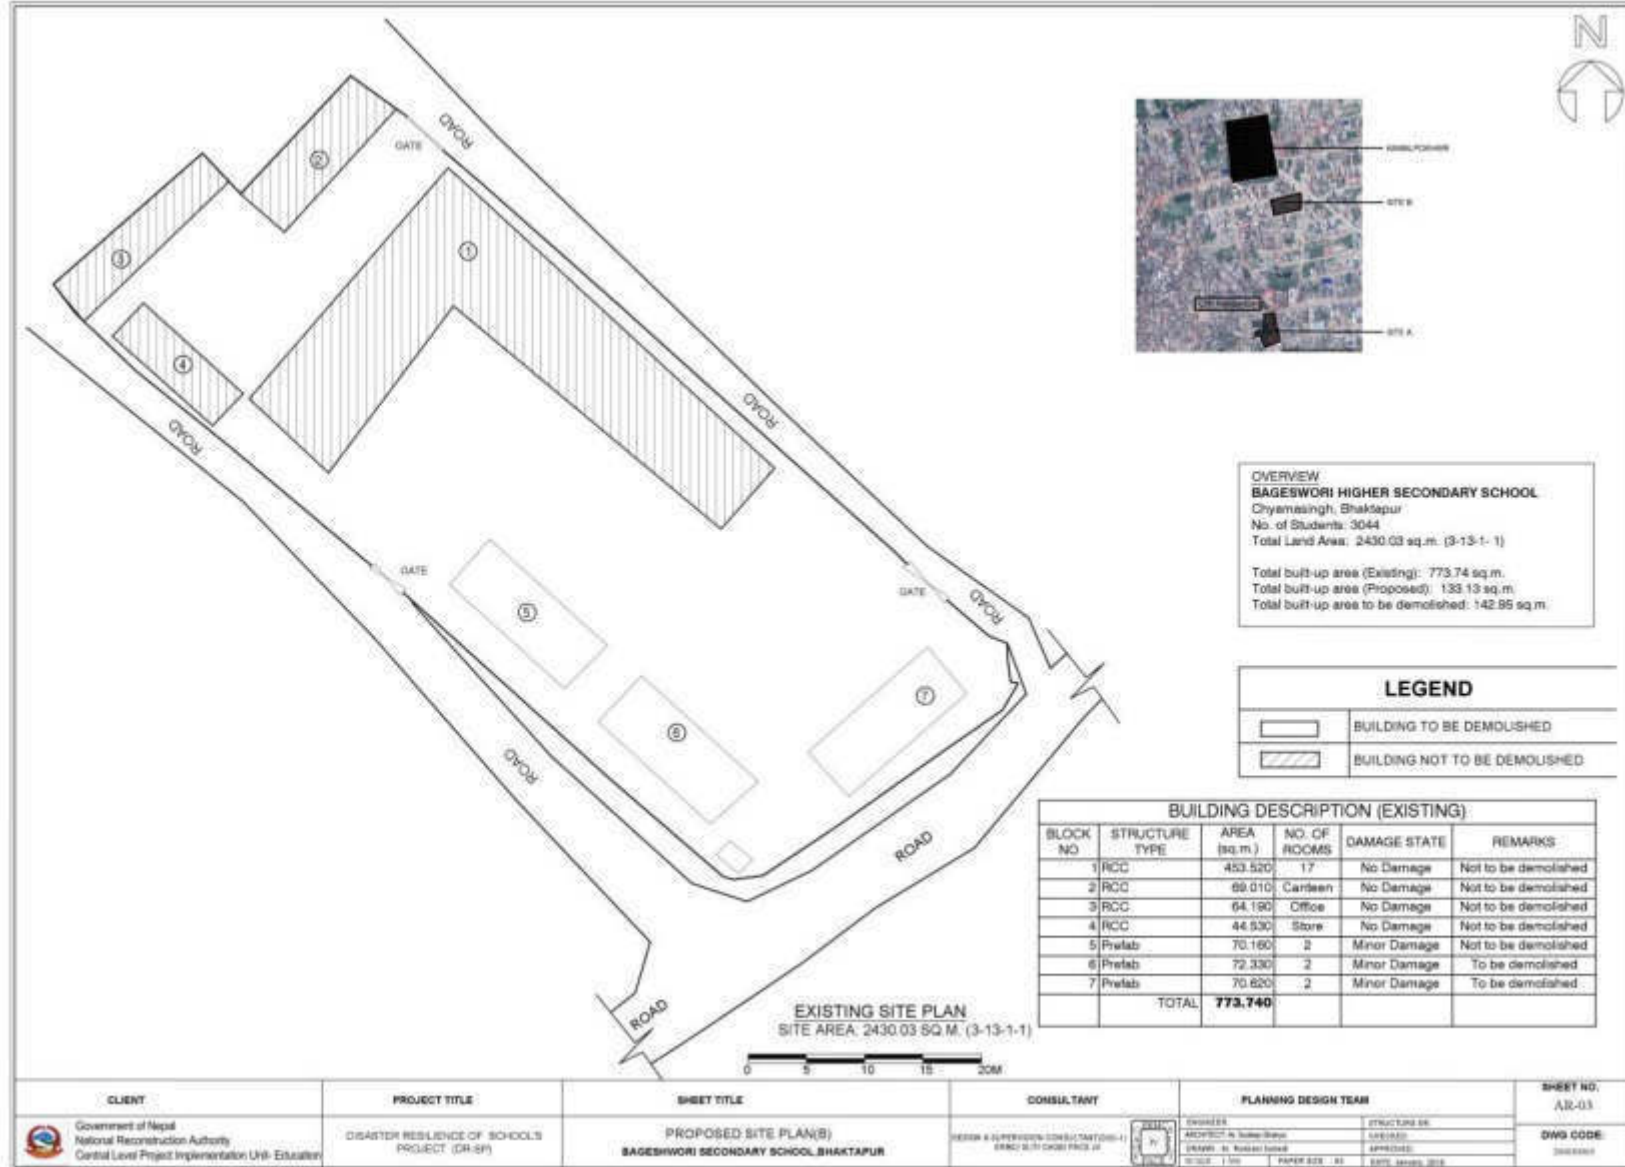 N
ROAD
GATE
②
①
③
④
ROAD
ROAD
GATE
GATE
ROAD
⑤
⑦
⑥
ROAD
ROAD
ROAD
SITE B
SITE A
OVERVIEW
BAGESWORI HIGHER SECONDARY SCHOOL
Chyamasingh, Bhaktapur
No. of Students: 3044
Total Land Area: 2430.03 sq.m. (3-13-1- 1)
Total built-up area (Existing): 773.74 sq.m.
Total built-up area (Proposed): 133.13 sq.m.
Total built-up area to be demolished: 142.95 sq.m.
LEGEND
BUILDING TO BE DEMOLISHED
BUILDING NOT TO BE DEMOLISHED
BUILDING DESCRIPTION (EXISTING)
BLOCK NO STRUCTURE TYPE AREA (sq.m.) NO. OF ROOMS DAMAGE STATE REMARKS
1 RCC 453.520 17 No Damage Not to be demolished
2 RCC 69.010 Canteen No Damage Not to be demolished
3 RCC 64.190 Office No Damage Not to be demolished
4 RCC 44.530 Store No Damage Not to be demolished
5 Prefab 70.160 2 Minor Damage Not to be demolished
6 Prefab 72.330 2 Minor Damage To be demolished
7 Prefab 70.620 2 Minor Damage To be demolished
TOTAL 773.740
EXISTING SITE PLAN
SITE AREA: 2430.03 SQ.M. (3-13-1-1)
0 5 10 15 20M
CLIENT
Government of Nepal
National Reconstruction Authority
Central Level Project Implementation Unit- Education
PROJECT TITLE
DISASTER RESILIENCE OF SCHOOL'S
PROJECT (DR-SP)
SHEET TITLE
PROPOSED SITE PLAN(B)
BAGESHWORI SECONDARY SCHOOL,BHAKTAPUR
CONSULTANT
PLANNING DESIGN TEAM
SHEET NO.
AR-03
DWG CODE: